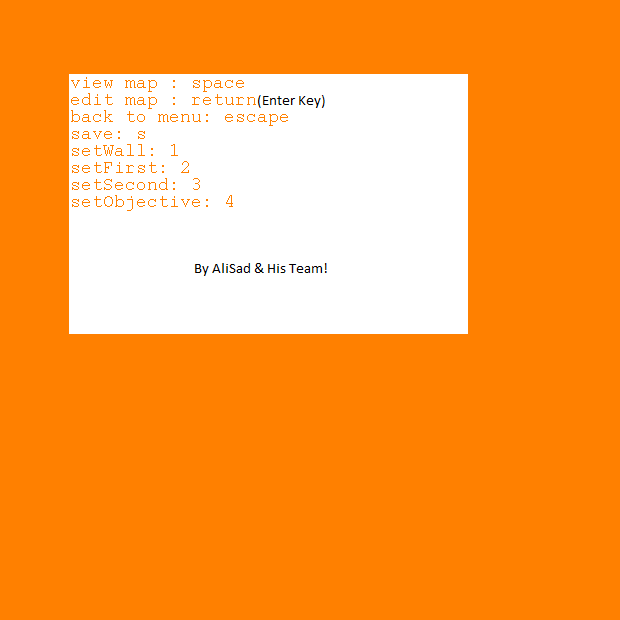 view map : space
edit map : return(Enter Key)
back to menu: escape
save: s
setWall: 1
setFirst: 2
setSecond: 3
setObjective: 4
By AliSad & His Team!